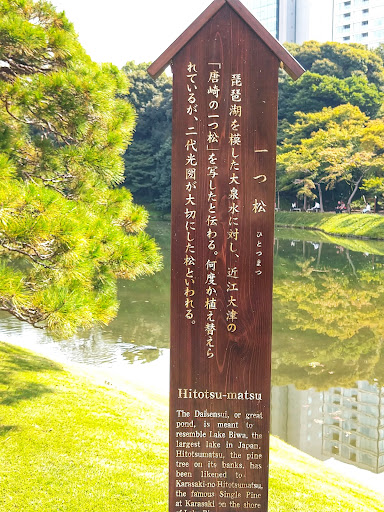 一つ松
ひとつまつ
琵琶湖を模した大泉水に対し、近江大津の
「唐崎の一つ松」を写したと伝わる。何度か植え替えら
れているが、二代光圀が大切にした松といわれる。
Hitotsu-matsu
The Daisensui, or great
pond, is meant to
resemble Lake Biwa, the
largest lake in Japan.
Hitotsumatsu, the pine
tree on its banks, has
been likened to
Karasaki-no Hitotsumatsu,
the famous Single Pine
at Karasaki on the shore